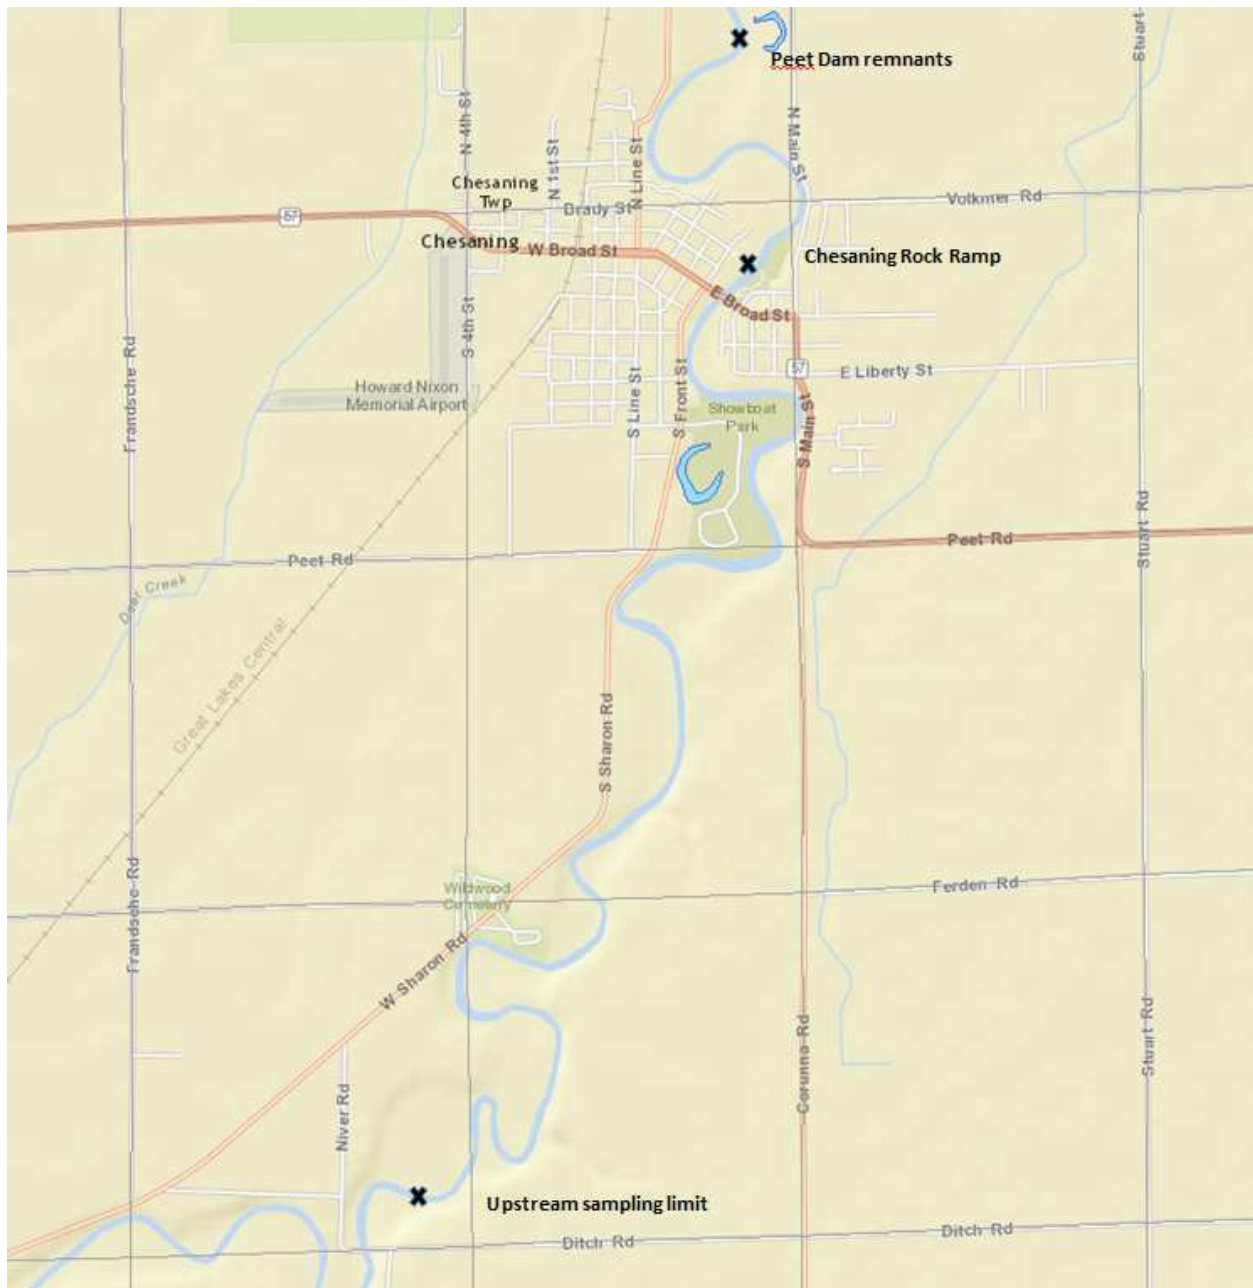 Stuart
Peet Dam remnants
N 4th St
N 1st St
N Line St
N Main St
Chesaning
Twp
Brady St
Volkmer Rd
57
Chesaning
W Broad St
Chesaning Rock Ramp
E Broad St
S 4th St
Frandsche Rd
57
E Liberty St
Howard Nixon
Memorial Airport
S Line St
S Front St
Showboat
Park
S Main St
Stuart Rd
Peet Rd
Peet Rd
Deer Creek
Great Lakes Central
S Sharon Rd
Wildwood
Cemetery
Ferden Rd
Frandsche Rd
W Sharon Rd
Corunna Rd
Stuart Rd
Niver Rd
Upstream sampling limit
Ditch Rd
Ditch Rd